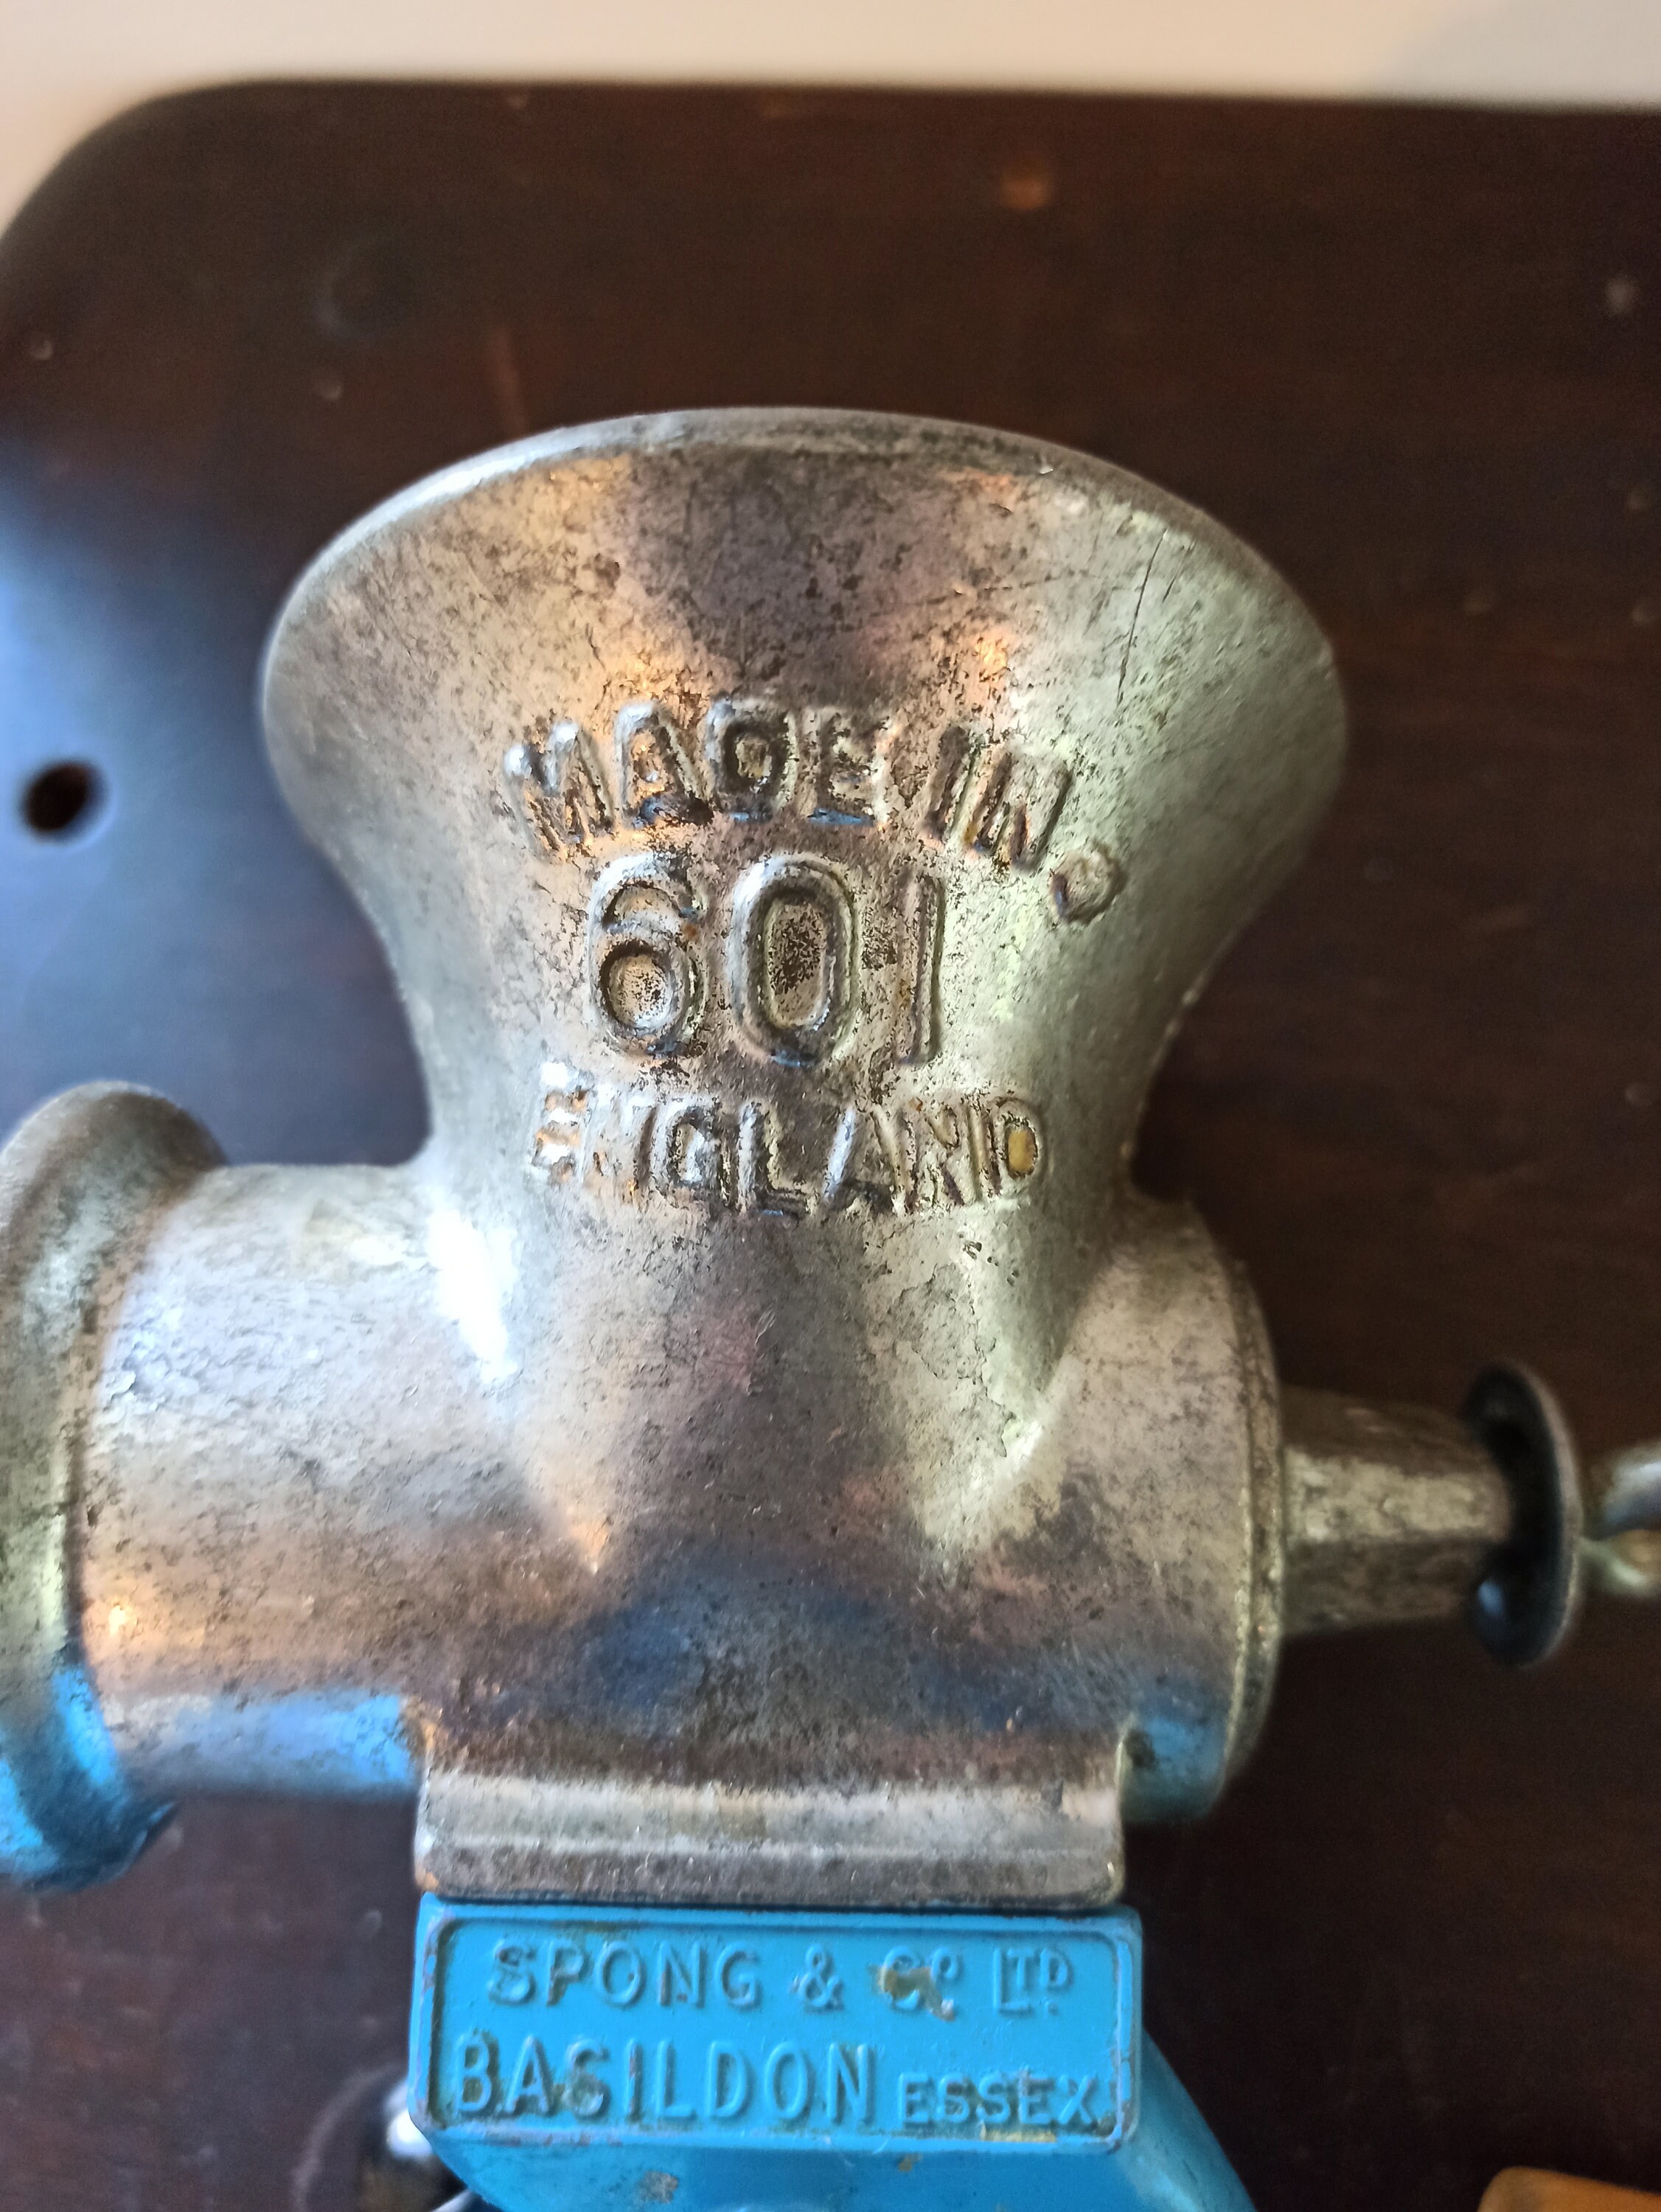 MADE IN
601
ENGLAND
SPONG & Cº LTD
BASILDON ESSEX